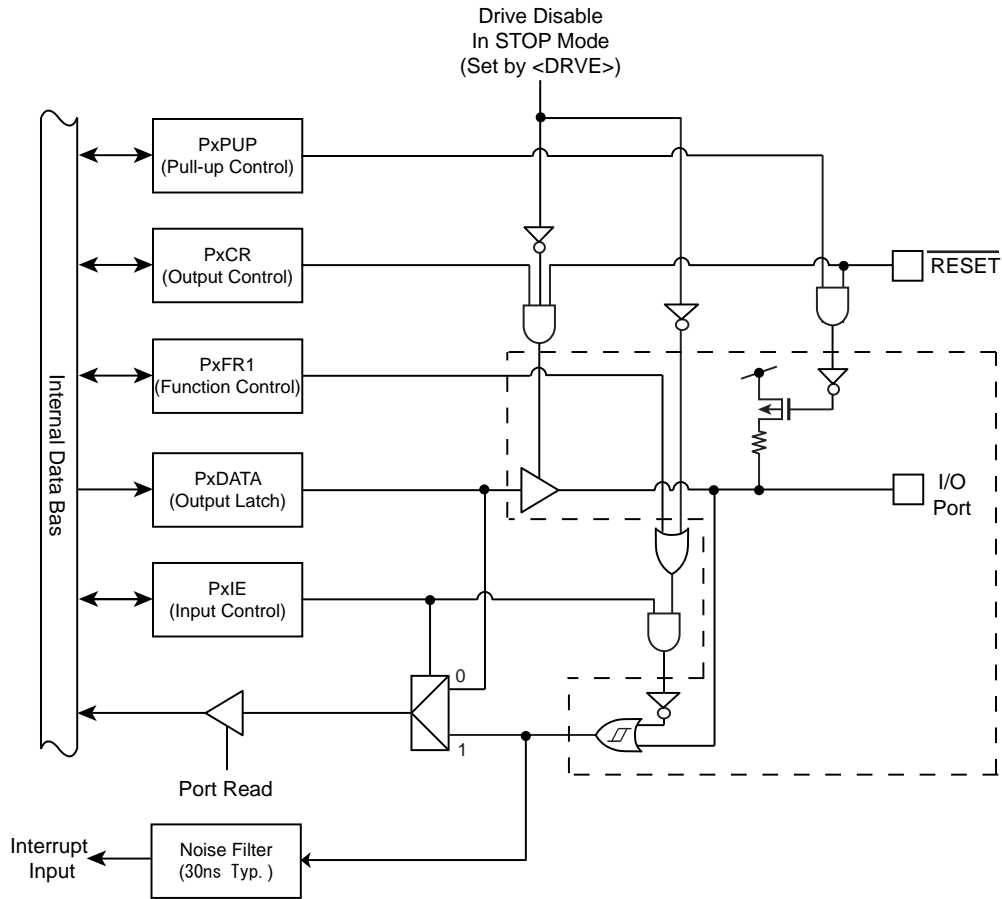 Drive Disable
In STOP Mode
(Set by <DRVE>)
PxPUP
(Pull-up Control)
PxCR
(Output Control)
RESET
PxFR1
(Function Control)
Internal Data Bas
PxDATA
(Output Latch)
I/O
Port
PxIE
(Input Control)
0
1
Port Read
Interrupt
Input
Noise Filter
(30ns Typ.)